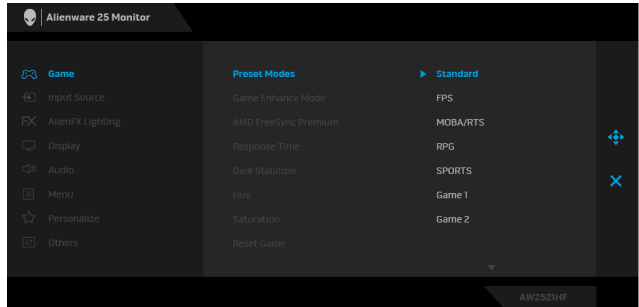 Alienware 25 Monitor
Game
Preset Modes
Standard
Input Source
Game Enhance Mode
FPS
AlienFX Lighting
AMD FreeSync Premium
MOBA/RTS
Display
Response Time
RPG
Audio
Dark Stabilizer
SPORTS
Menu
Hue
Game 1
Personalize
Saturation
Game 2
Others
Reset Game
AW2521HF